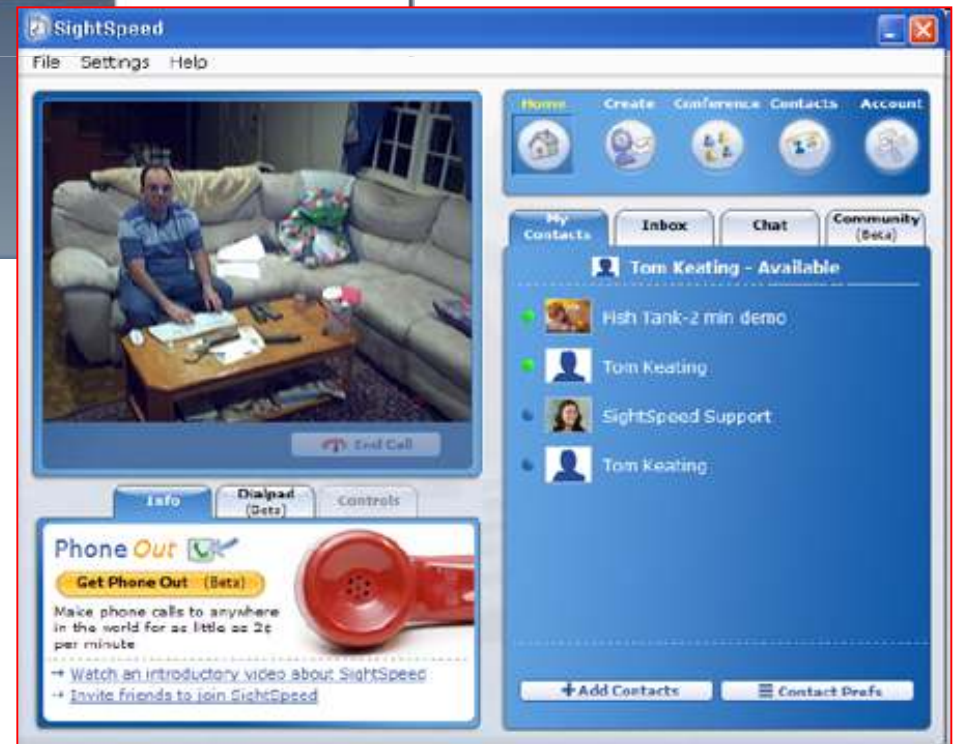 SightSpeed
File Settings Help
Home Create Conference Contacts Account
My Contacts
Inbox
Chat
Community
(Beta)
Tom Keating - Available
Fish Tank-2 min demo
Tom Keating
SightSpeed Support
Tom Keating
End Call
Info
Dialpad
(Beta)
Controls
Phone Out
Get Phone Out (Beta)
Make phone calls to anywhere
in the world for as little as 2¢
per minute
→ Watch an introductory video about SightSpeed
→ Invite friends to join SightSpeed
+Add Contacts
Contact Prefs